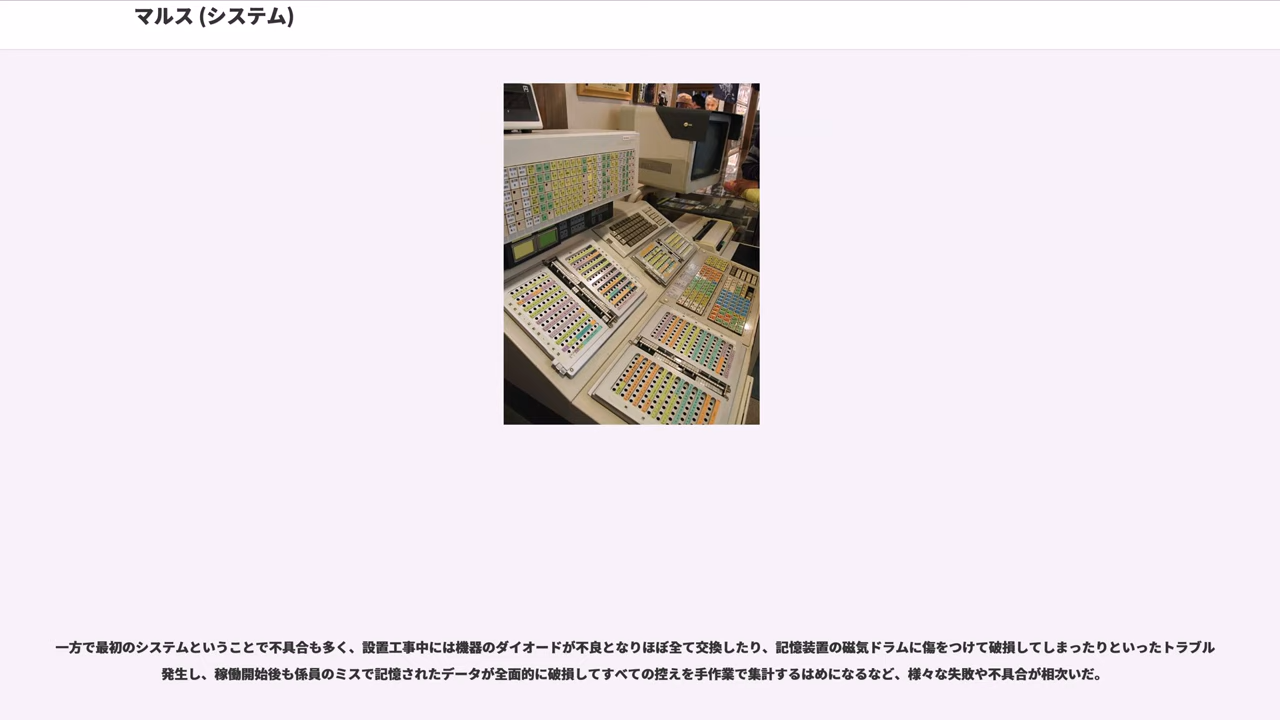 マルス (システム)
一方で最初のシステムということで不具合も多く、設置工事中には機器のダイオードが不良となりほぼ全て交換したり、記憶装置の磁気ドラムに傷をつけて破損してしまったりといったトラブル
発生し、稼働開始後も係員のミスで記憶されたデータが全面的に破損してすべての控えを手作業で集計するはめになるなど、様々な失敗や不具合が相次いだ。